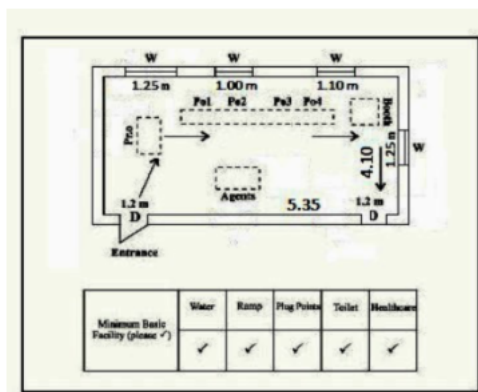 W W W
1.25 m 1.00 m 1.10 m
Po1 Po2 Po3 Po4
Booth
Pr.o
W
1.25 m
4.10
Agents
5.35
1.2 m
D
1.2 m
D
Entrance
Minimum Basic
Facility (please ✓)
Water Ramp Plug Points Toilet Healthcare
✓ ✓ ✓ ✓ ✓